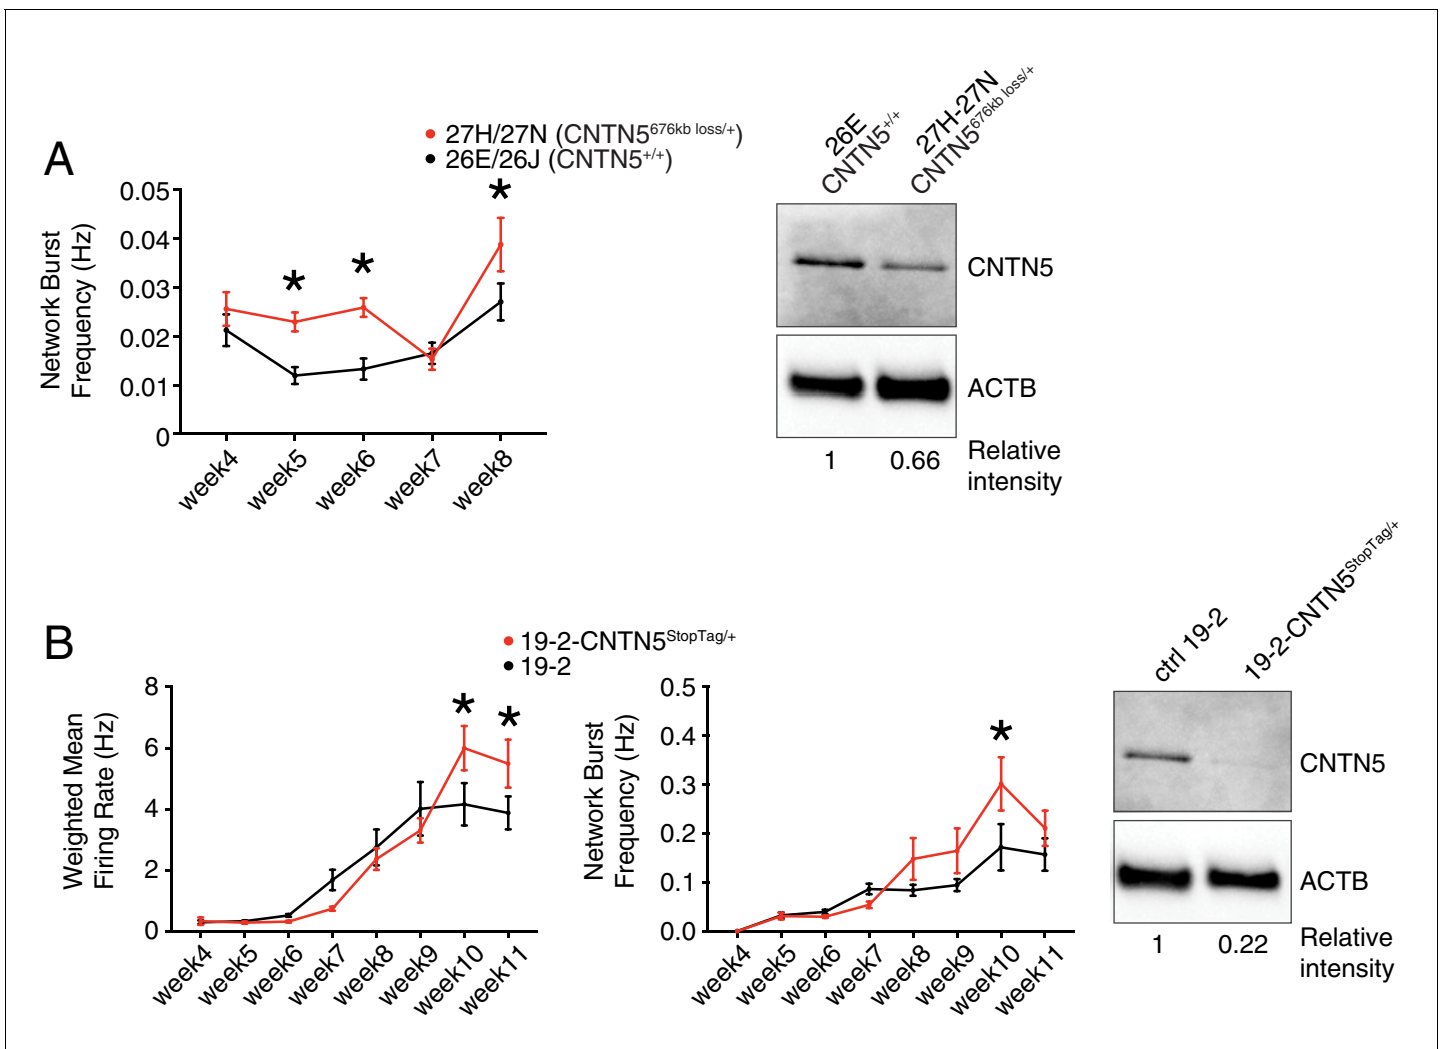 A
27H/27N (CNTN5676kb loss/+)
26E/26J (CNTN5+/+)
Network Burst
Frequency (Hz)
0.05
0.04
0.03
0.02
0.01
0
*
*
*
week4
week5
week6
week7
week8
26E
CNTN5+/+
27H-27N
CNTN5676kb loss/+
CNTN5
ACTB
1
0.66
Relative
intensity
B
19-2-CNTN5StopTag/+
19-2
Weighted Mean
Firing Rate (Hz)
8
6
4
2
0
*
*
week4
week5
week6
week7
week8
week9
week10
week11
Network Burst
Frequency (Hz)
0.5
0.4
0.3
0.2
0.1
0.0
*
week4
week5
week6
week7
week8
week9
week10
week11
ctrl 19-2
19-2-CNTN5StopTag/+
CNTN5
ACTB
1
0.22
Relative
intensity